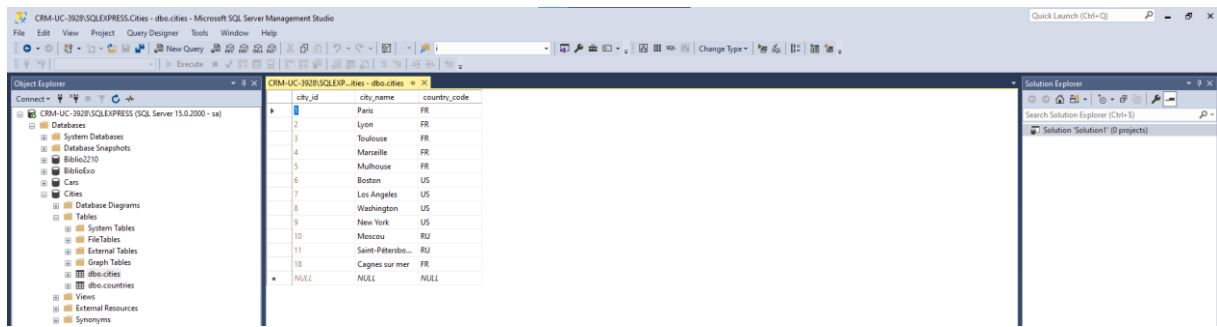 CRM-UC-3928\SQLEXPRESS.Cities - dbo.cities - Microsoft SQL Server Management Studio
Quick Launch (Ctrl+Q)
File Edit View Project Query Designer Tools Window Help
New Query
i
Change Type
Execute
Object Explorer
Connect
CRM-UC-3928\SQLEXPRESS (SQL Server 15.0.2000 - sa)
Databases
System Databases
Database Snapshots
Biblio2210
BiblioExo
Cars
Cities
Database Diagrams
Tables
System Tables
FileTables
External Tables
Graph Tables
dbo.cities
dbo.countries
Views
External Resources
Synonyms
CRM-UC-3928\SQLEXP...ities - dbo.cities
city_id city_name country_code
1 Paris FR
2 Lyon FR
3 Toulouse FR
4 Marseille FR
5 Mulhouse FR
6 Boston US
7 Los Angeles US
8 Washington US
9 New York US
10 Moscou RU
11 Saint-Pétersbo... RU
18 Cagnes sur mer FR
NULL NULL NULL
Solution Explorer
Search Solution Explorer (Ctrl+$)
Solution 'Solution1' (0 projects)